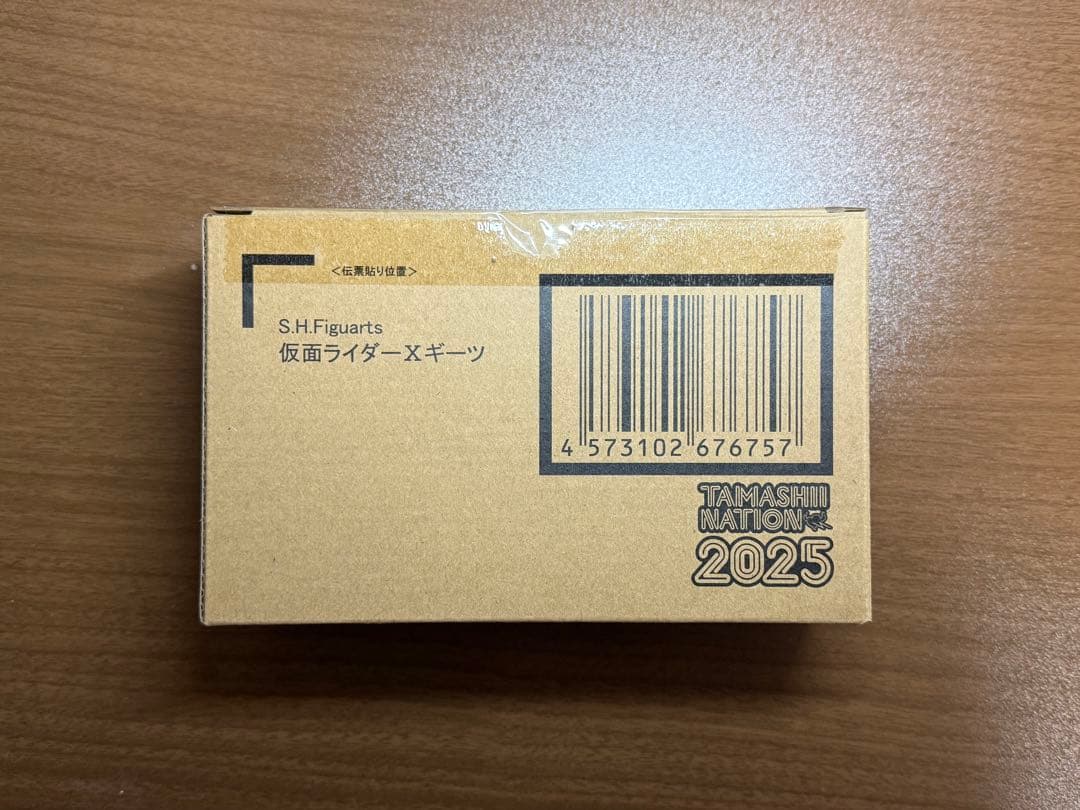 <伝票貼り位置>
S.H.Figuarts
仮面ライダーXギーツ
4 573102 676757
TAMASHII
NATION
2025